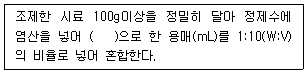 조제한 시료 100g이상을 정밀히 달아 정제수에
염산을 넣어 (    )으로 한 용매(mL)를 1:10(W:V)
의 비율로 넣어 혼합한다.